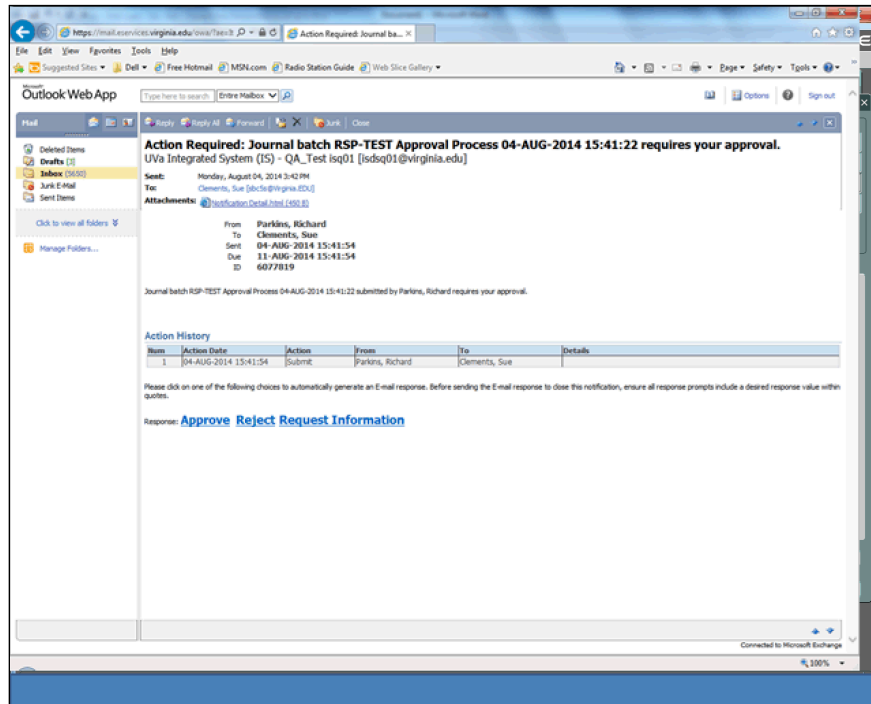 https://mail.eservices.virginia.edu/owa/?ae=It
Action Required: Journal ba...
File Edit View Favorites Tools Help
Suggested Sites Dell Free Hotmail MSN.com Radio Station Guide Web Slice Gallery Page Safety Tools
Microsoft
Outlook Web App
Type here to search Entire Mailbox Options Sign out
Mail Reply Reply All Forward Junk Close
Deleted Items
Drafts [3]
Inbox (5650)
Junk E-Mail
Sent Items
Click to view all folders
Manage Folders...
Action Required: Journal batch RSP-TEST Approval Process 04-AUG-2014 15:41:22 requires your approval.
UVa Integrated System (IS) - QA_Test isq01 [isdsq01@virginia.edu]
Sent: Monday, August 04, 2014 3:42 PM
To: Clements, Sue [sbc5e@Virginia.EDU]
Attachments: Notification Detail.html (450 B)
From Parkins, Richard
To Clements, Sue
Sent 04-AUG-2014 15:41:54
Due 11-AUG-2014 15:41:54
ID 6077819
Journal batch RSP-TEST Approval Process 04-AUG-2014 15:41:22 submitted by Parkins, Richard requires your approval.
Action History
Num Action Date Action From To Details
1 04-AUG-2014 15:41:54 Submit Parkins, Richard Clements, Sue
Please click on one of the following choices to automatically generate an E-mail response. Before sending the E-mail response to close this notification, ensure all response prompts include a desired response value within
quotes.
Response: Approve Reject Request Information
Connected to Microsoft Exchange
100%